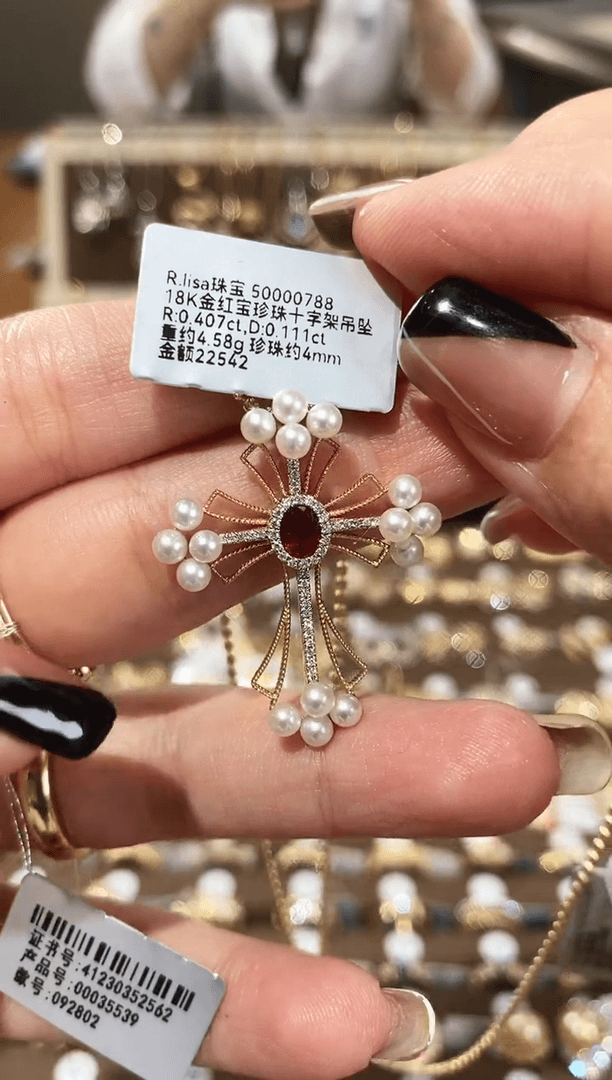 R.lisa珠宝 50000788
18K金红宝珍珠十字架吊坠
R:0.407ct,D:0.111ct
重约4.58g 珍珠约4mm
金额22542
证书号:41230352562
产品号:00035539
徽号:092802